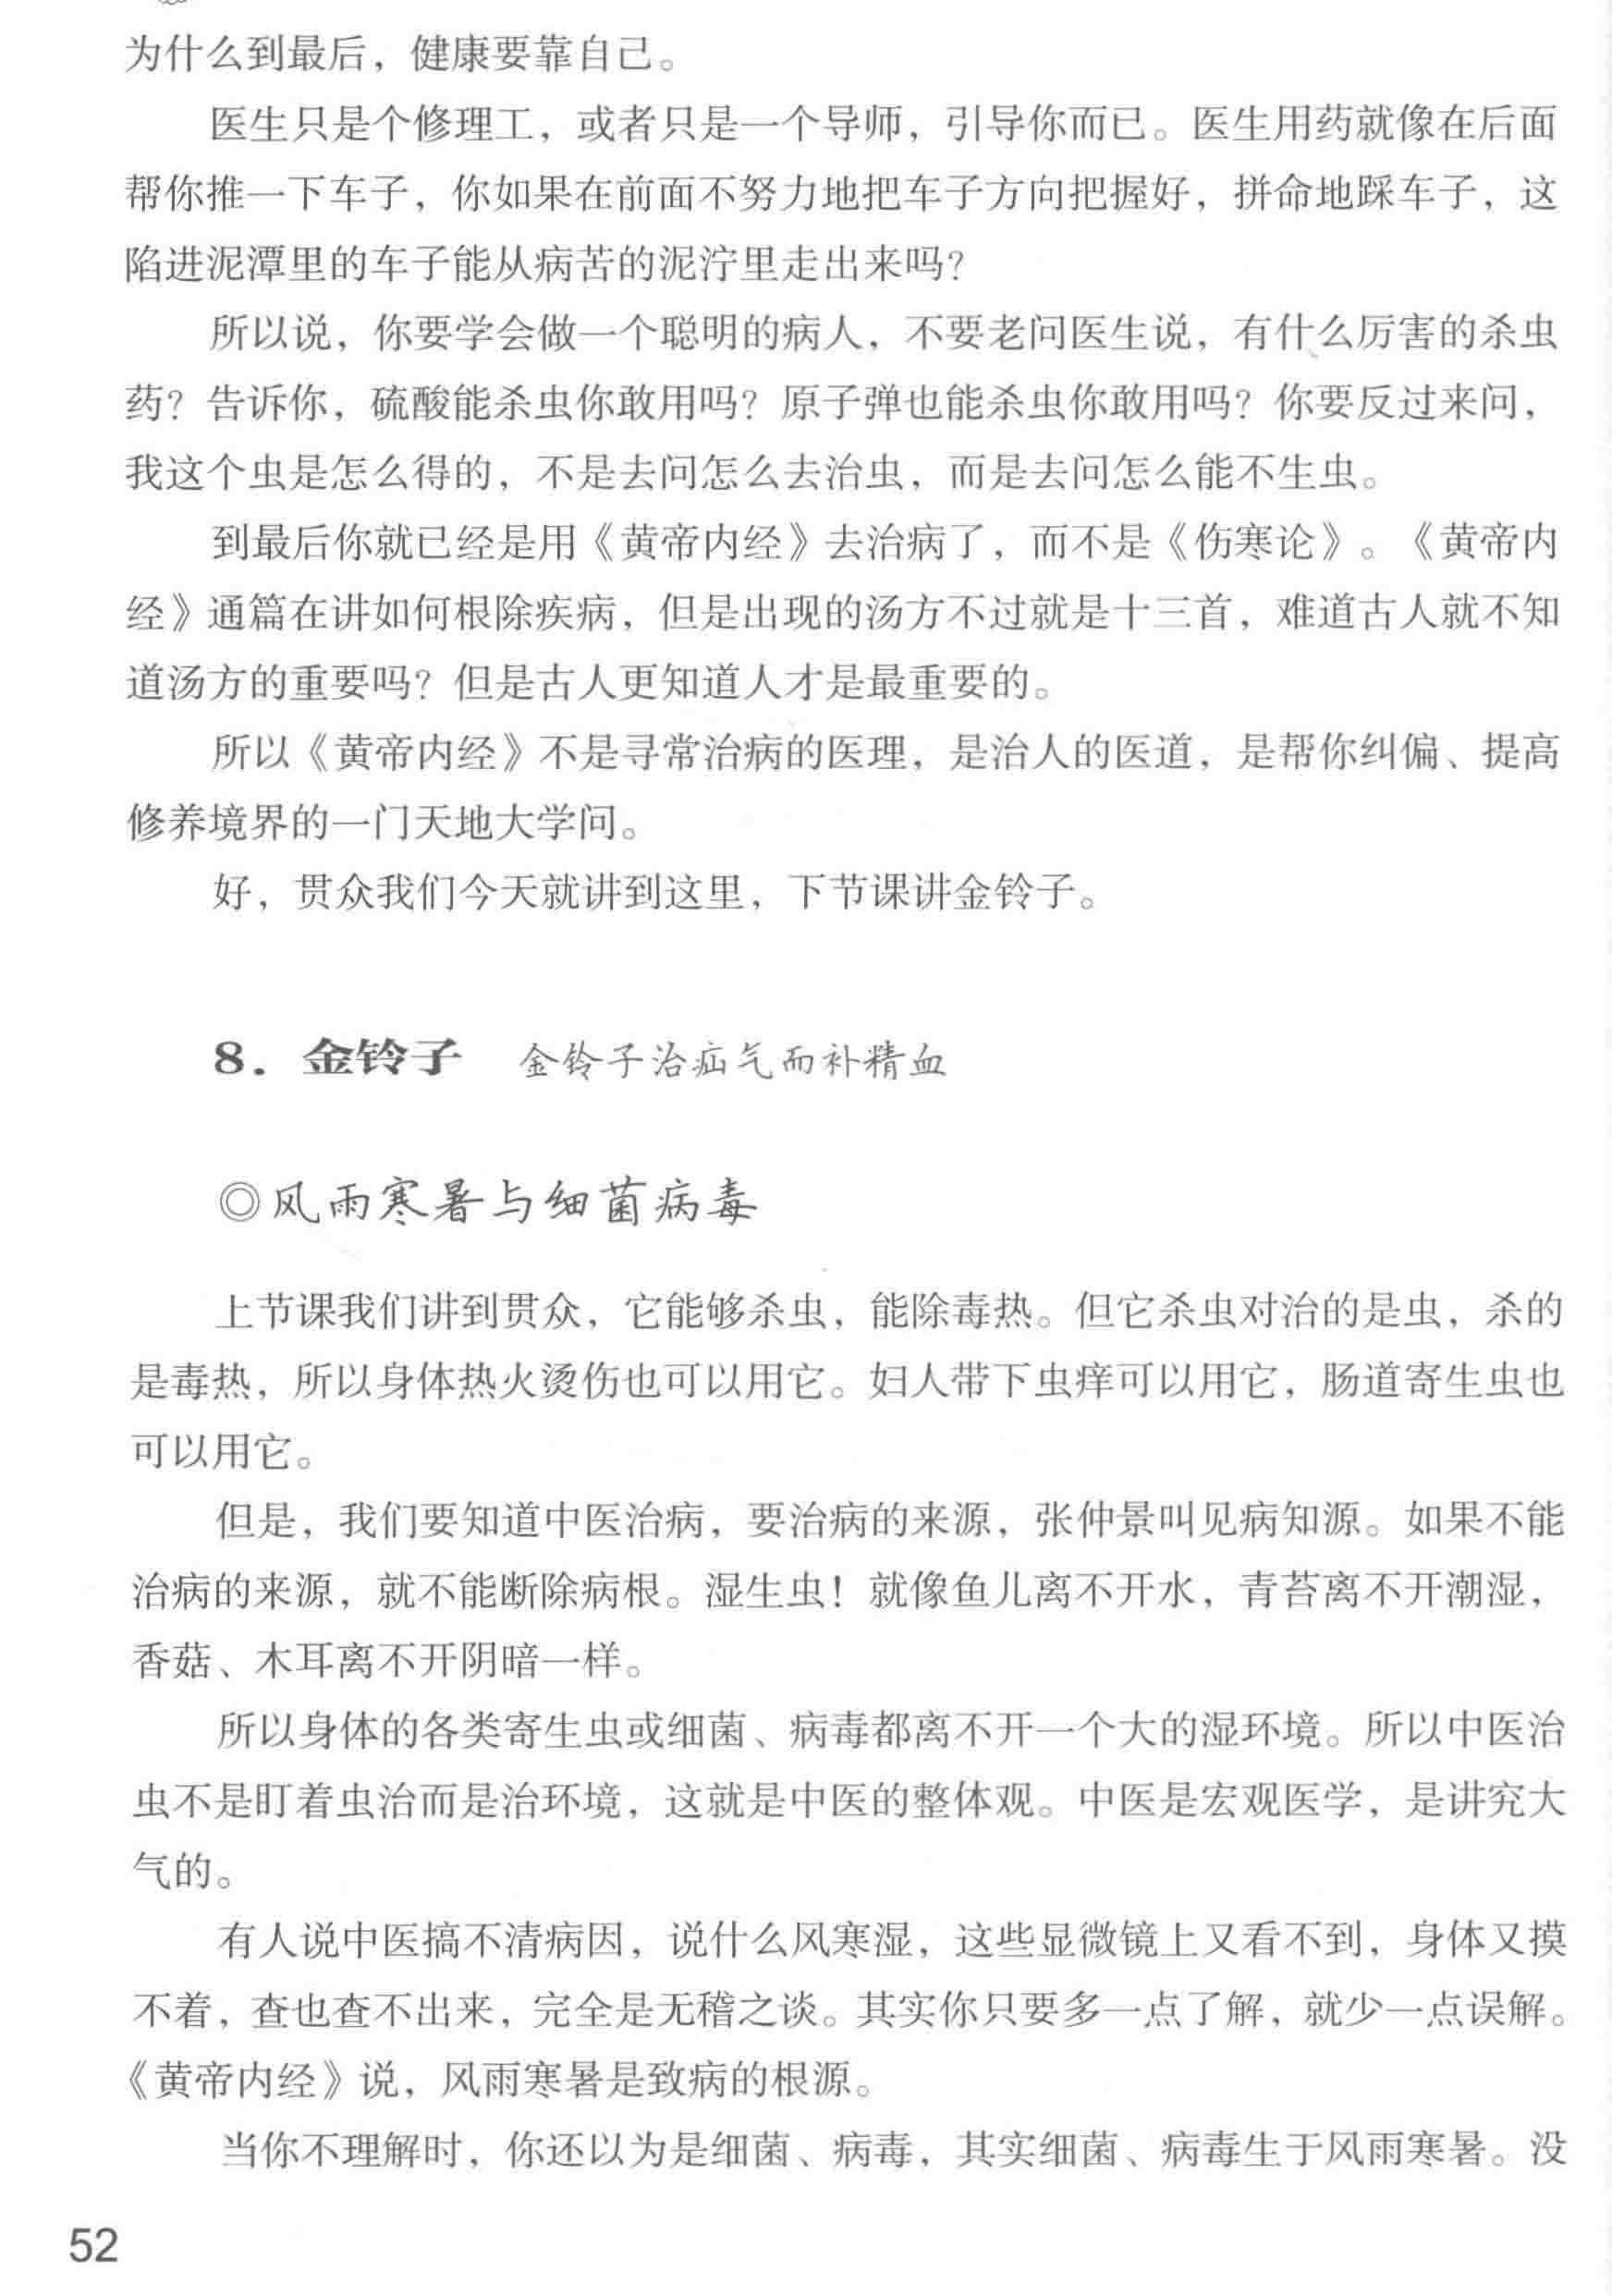 为什么到最后，健康要靠自己。
医生只是个修理工，或者只是一个导师，引导你而已。医生用药就像在后面
帮你推一下车子，你如果在前面不努力地把车子方向把握好，拼命地踩车子，这
陷进泥潭里的车子能从病苦的泥泞里走出来吗？
所以说，你要学会做一个聪明的病人，不要老问医生说，有什么厉害的杀虫
药？告诉你，硫酸能杀虫你敢用吗？原子弹也能杀虫你敢用吗？你要反过来问，
我这个虫是怎么得的，不是去问怎么去治虫，而是去问怎么能不生虫。
到最后你就已经是用《黄帝内经》去治病了，而不是《伤寒论》。《黄帝内
经》通篇在讲如何根除疾病，但是出现的汤方不过就是十三首，难道古人就不知
道汤方的重要吗？但是古人更知道人才是最重要的。
所以《黄帝内经》不是寻常治病的医理，是治人的医道，是帮你纠偏、提高
修养境界的一门天地大学问。
好，贯众我们今天就讲到这里，下节课讲金铃子。
8. 金铃子 金铃子治疝气而补精血
◎风雨寒暑与细菌病毒
上节课我们讲到贯众，它能够杀虫，能除毒热。但它杀虫对治的是虫，杀的
是毒热，所以身体热火烫伤也可以用它。妇人带下虫痒可以用它，肠道寄生虫也
可以用它。
但是，我们要知道中医治病，要治病的来源，张仲景叫见病知源。如果不能
治病的来源，就不能断除病根。湿生虫！就像鱼儿离不开水，青苔离不开潮湿，
香菇、木耳离不开阴暗一样。
所以身体的各类寄生虫或细菌、病毒都离不开一个大的湿环境。所以中医治
虫不是盯着虫治而是治环境，这就是中医的整体观。中医是宏观医学，是讲究大
气的。
有人说中医搞不清病因，说什么风寒湿，这些显微镜上又看不到，身体又摸
不着，查也查不出来，完全是无稽之谈。其实你只要多一点了解，就少一点误解。
《黄帝内经》说，风雨寒暑是致病的根源。
当你不理解时，你还以为是细菌、病毒，其实细菌、病毒生于风雨寒暑。没
52